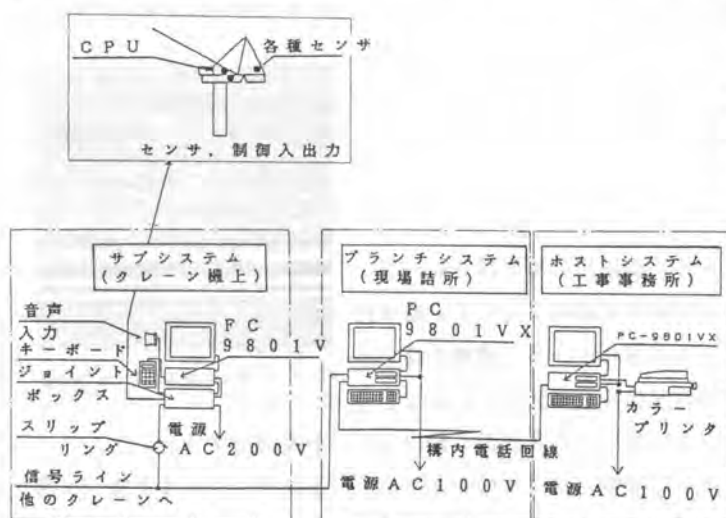 CPU
各種センサ
センサ, 制御入出力
サブシステム
(クレーン機上)
音声
入力
キーボード
ジョイント
ボックス
スリップ
リング
信号ライン
他のクレーンへ
FC
9801V
電源
AC200V
ブランチシステム
(現場詰所)
PC
9801VX
構内電話回線
電源AC100V
ホストシステム
(工事事務所)
PC-9801VX
カラー
プリンタ
電源AC100V